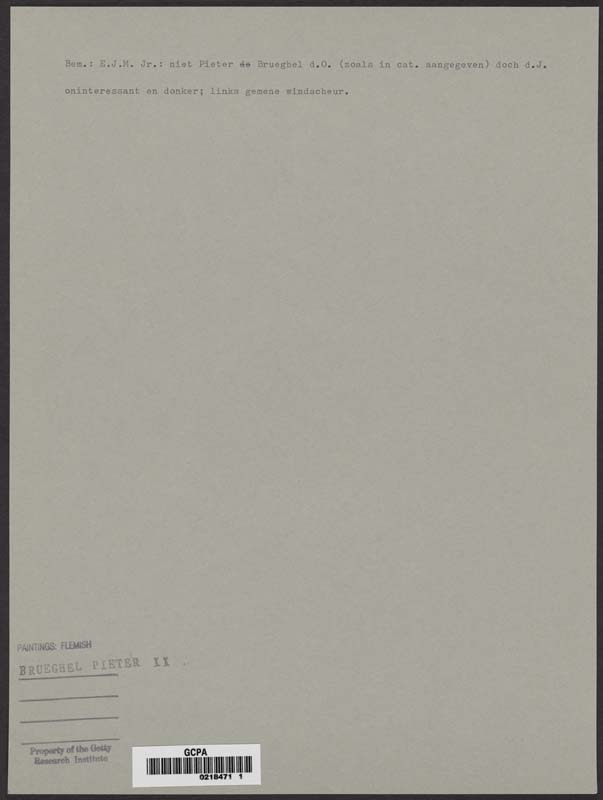 Bem.: E.J.M. Jr.: niet Pieter de Brueghel d.O. (zoals in cat. aangegeven) doch d.J.
oninteressant en donker; links gemene windscheur.
PAINTINGS: FLEMISH
BRUEGHEL PIETER II
Property of the Getty
Research Institute
GCPA
0218471 1